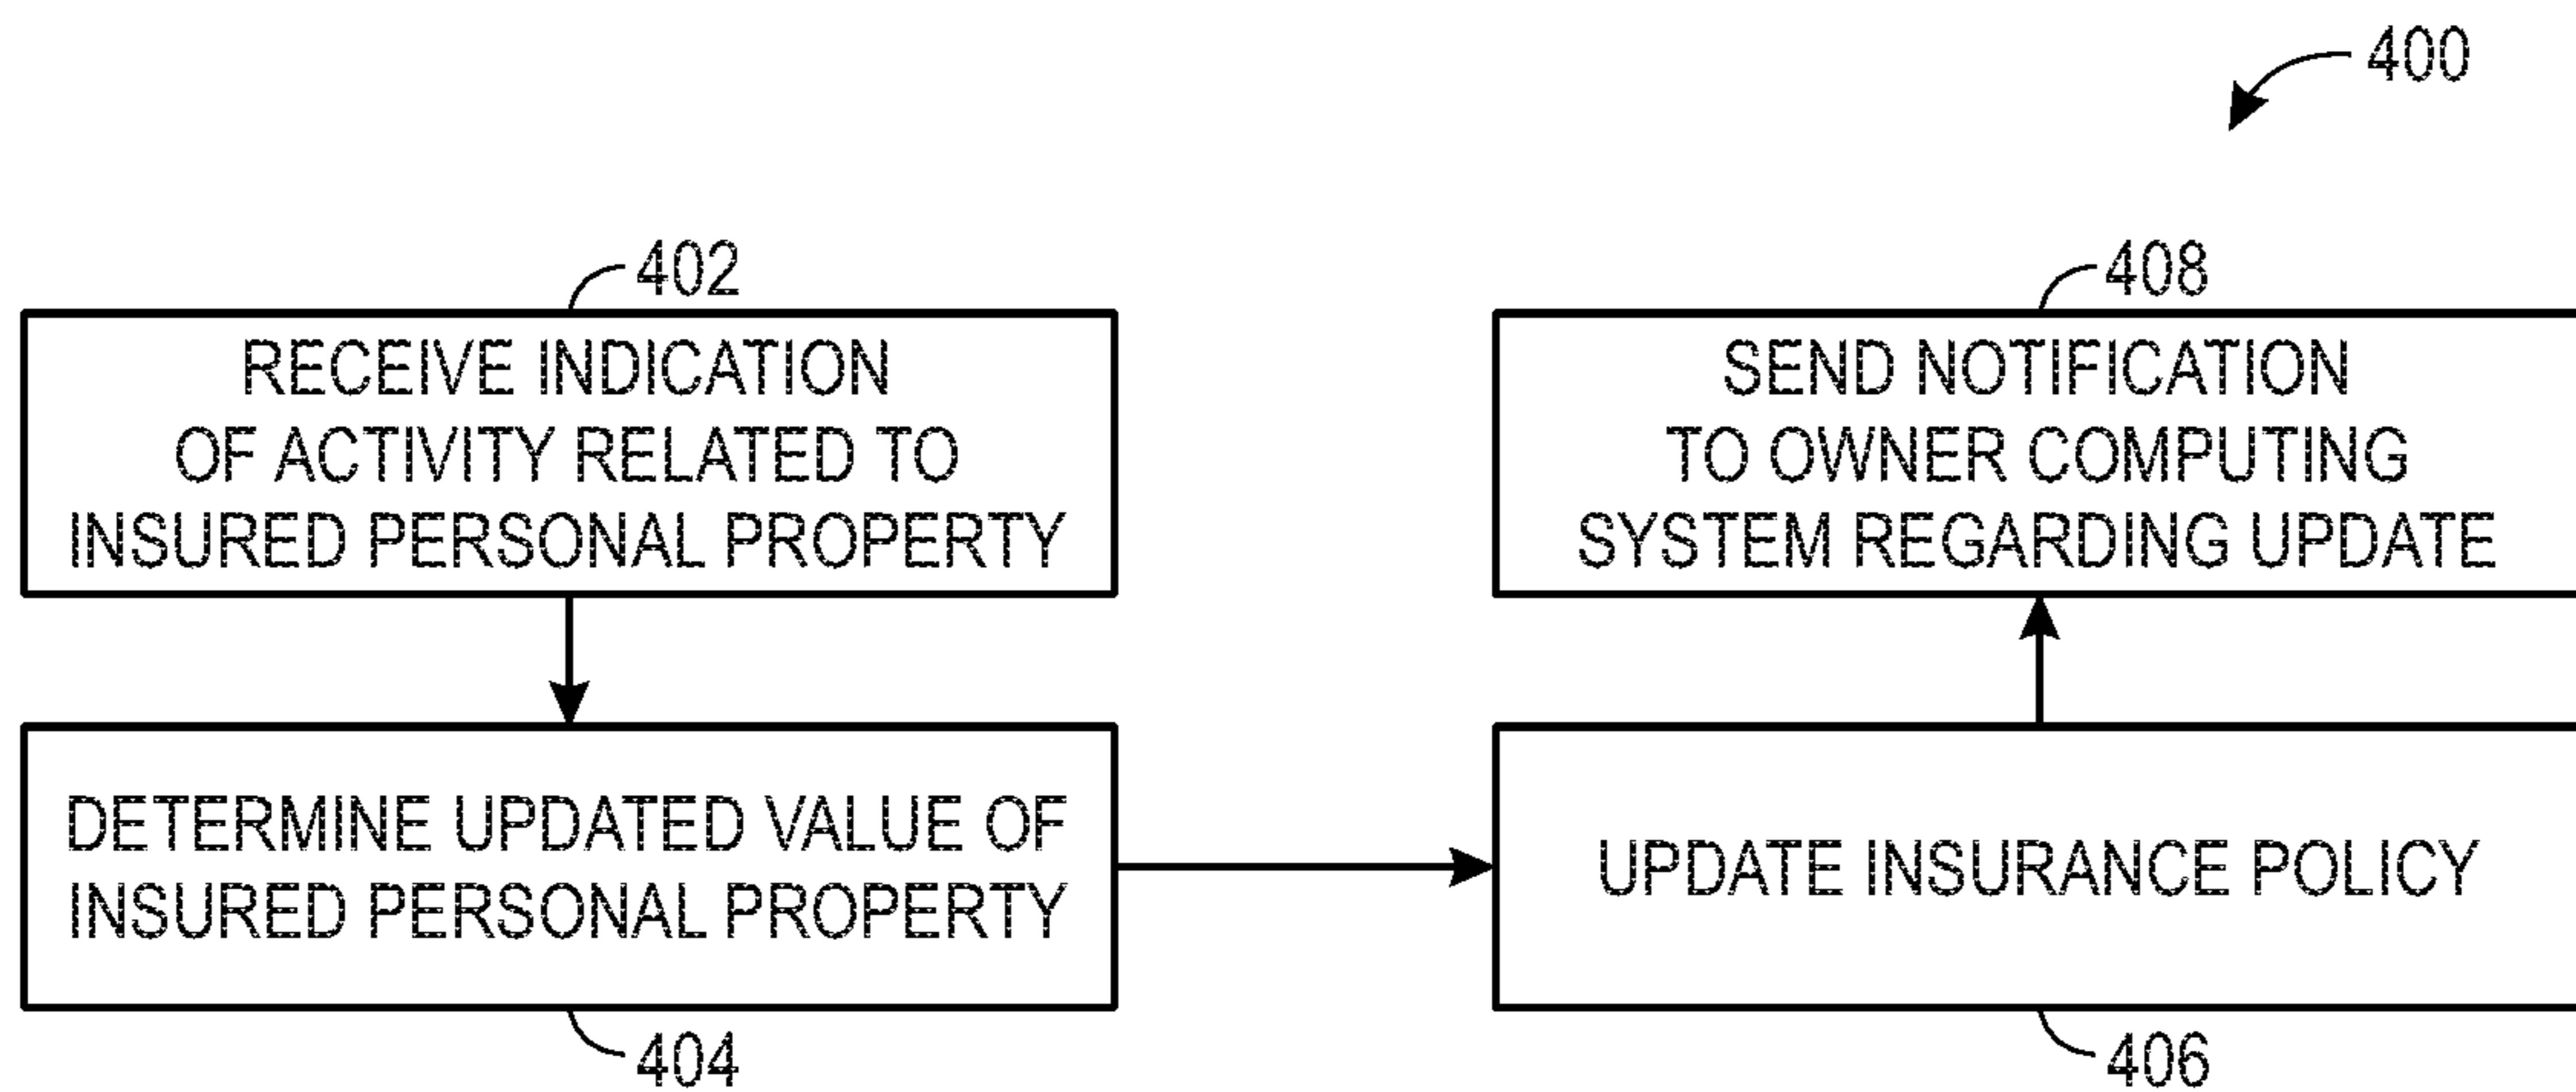 400
402
RECEIVE INDICATION
OF ACTIVITY RELATED TO
INSURED PERSONAL PROPERTY
404
DETERMINE UPDATED VALUE OF
INSURED PERSONAL PROPERTY
406
UPDATE INSURANCE POLICY
408
SEND NOTIFICATION
TO OWNER COMPUTING
SYSTEM REGARDING UPDATE